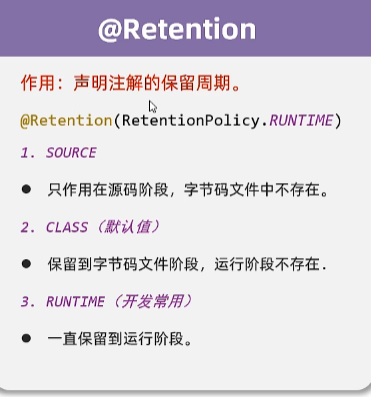 @Retention
作用：声明注解的保留周期。
@Retention(RetentionPolicy.RUNTIME)
1. SOURCE
● 只作用在源码阶段，字节码文件中不存在。
2. CLASS（默认值）
● 保留到字节码文件阶段，运行阶段不存在.
3. RUNTIME（开发常用）
● 一直保留到运行阶段。